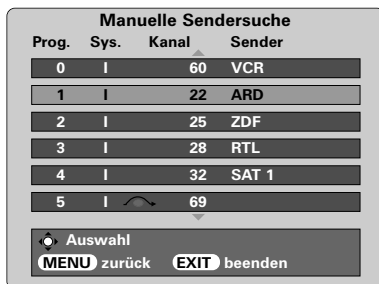 Manuelle Sendersuche
Prog. Sys. Kanal Sender
0 I 60 VCR
1 I 22 ARD
2 I 25 ZDF
3 I 28 RTL
4 I 32 SAT 1
5 I 69
Auswahl
MENU zurück EXIT beenden